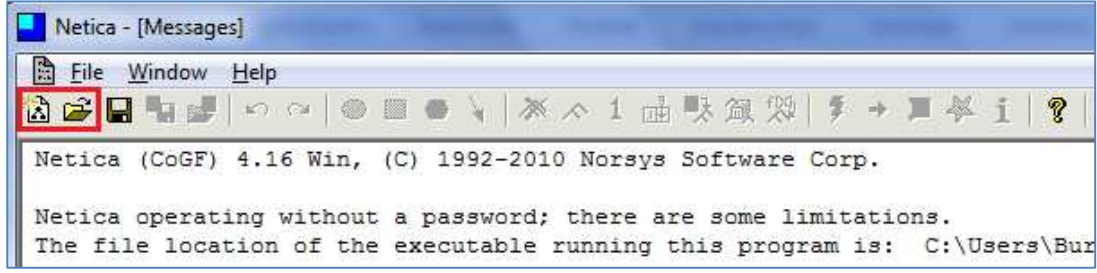 Netica - [Messages]
File Window Help
1 i ?
Netica (CoGF) 4.16 Win, (C) 1992-2010 Norsys Software Corp.
Netica operating without a password; there are some limitations.
The file location of the executable running this program is: C:\Users\Bur